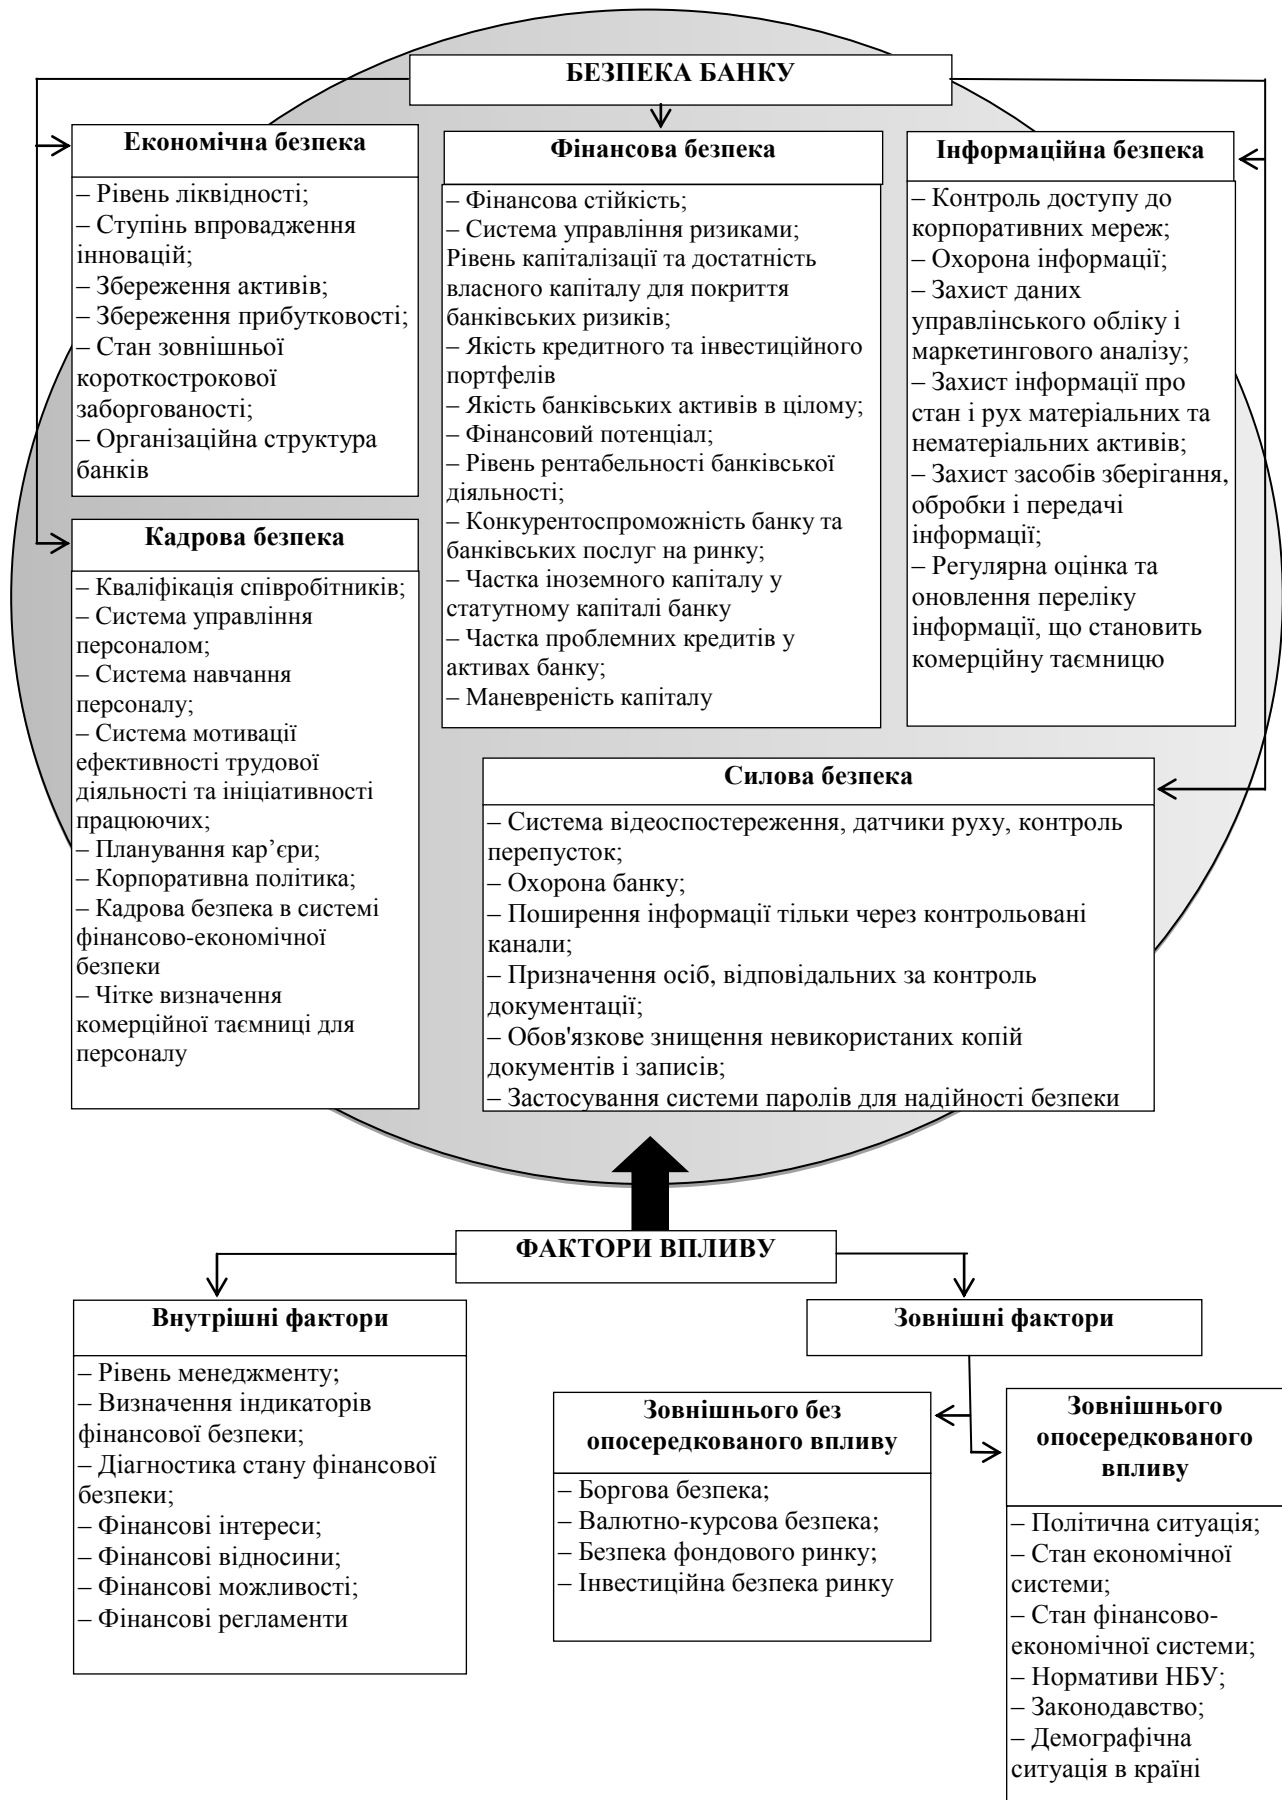 БЕЗПЕКА БАНКУ
Економічна безпека
– Рівень ліквідності;
– Ступінь впровадження
інновацій;
– Збереження активів;
– Збереження прибутковості;
– Стан зовнішньої
короткострокової
заборгованості;
– Організаційна структура
банків
Кадрова безпека
– Кваліфікація співробітників;
– Система управління
персоналом;
– Система навчання
персоналу;
– Система мотивації
ефективності трудової
діяльності та ініціативності
працюючих;
– Планування кар’єри;
– Корпоративна політика;
– Кадрова безпека в системі
фінансово-економічної
безпеки
– Чітке визначення
комерційної таємниці для
персоналу
Фінансова безпека
– Фінансова стійкість;
– Система управління ризиками;
Рівень капіталізації та достатність
власного капіталу для покриття
банківських ризиків;
– Якість кредитного та інвестиційного
портфелів
– Якість банківських активів в цілому;
– Фінансовий потенціал;
– Рівень рентабельності банківської
діяльності;
– Конкурентоспроможність банку та
банківських послуг на ринку;
– Частка іноземного капіталу у
статутному капіталі банку
– Частка проблемних кредитів у
активах банку;
– Маневреність капіталу
Інформаційна безпека
– Контроль доступу до
корпоративних мереж;
– Охорона інформації;
– Захист даних
управлінського обліку і
маркетингового аналізу;
– Захист інформації про
стан і рух матеріальних та
нематеріальних активів;
– Захист засобів зберігання,
обробки і передачі
інформації;
– Регулярна оцінка та
оновлення переліку
інформації, що становить
комерційну таємницю
Силова безпека
– Система відеоспостереження, датчики руху, контроль
перепусток;
– Охорона банку;
– Поширення інформації тільки через контрольовані
канали;
– Призначення осіб, відповідальних за контроль
документації;
– Обов'язкове знищення невикористаних копій
документів і записів;
– Застосування системи паролів для надійності безпеки
ФАКТОРИ ВПЛИВУ
Внутрішні фактори
– Рівень менеджменту;
– Визначення індикаторів
фінансової безпеки;
– Діагностика стану фінансової
безпеки;
– Фінансові інтереси;
– Фінансові відносини;
– Фінансові можливості;
– Фінансові регламенти
Зовнішні фактори
Зовнішнього без
опосередкованого впливу
– Боргова безпека;
– Валютно-курсова безпека;
– Безпека фондового ринку;
– Інвестиційна безпека ринку
Зовнішнього
опосередкованого
впливу
– Політична ситуація;
– Стан економічної
системи;
– Стан фінансово-
економічної системи;
– Нормативи НБУ;
– Законодавство;
– Демографічна
ситуація в країні